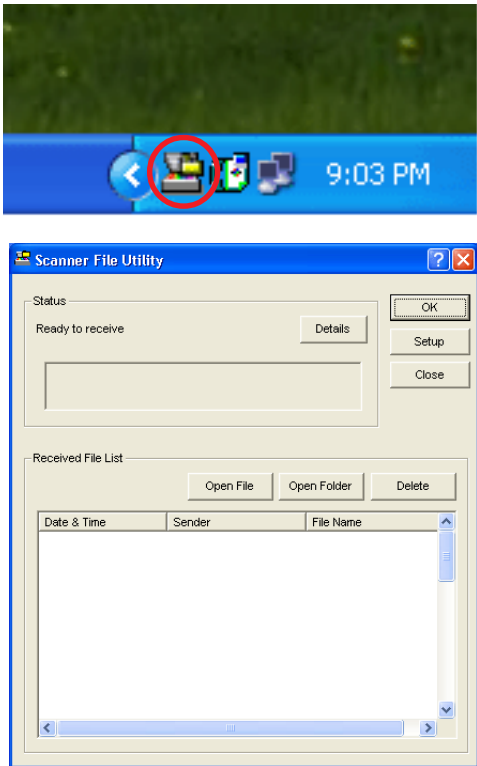 9:03 PM
Scanner File Utility
Status
Ready to receive
Details
OK
Setup
Close
Received File List
Open File Open Folder Delete
Date & Time Sender File Name